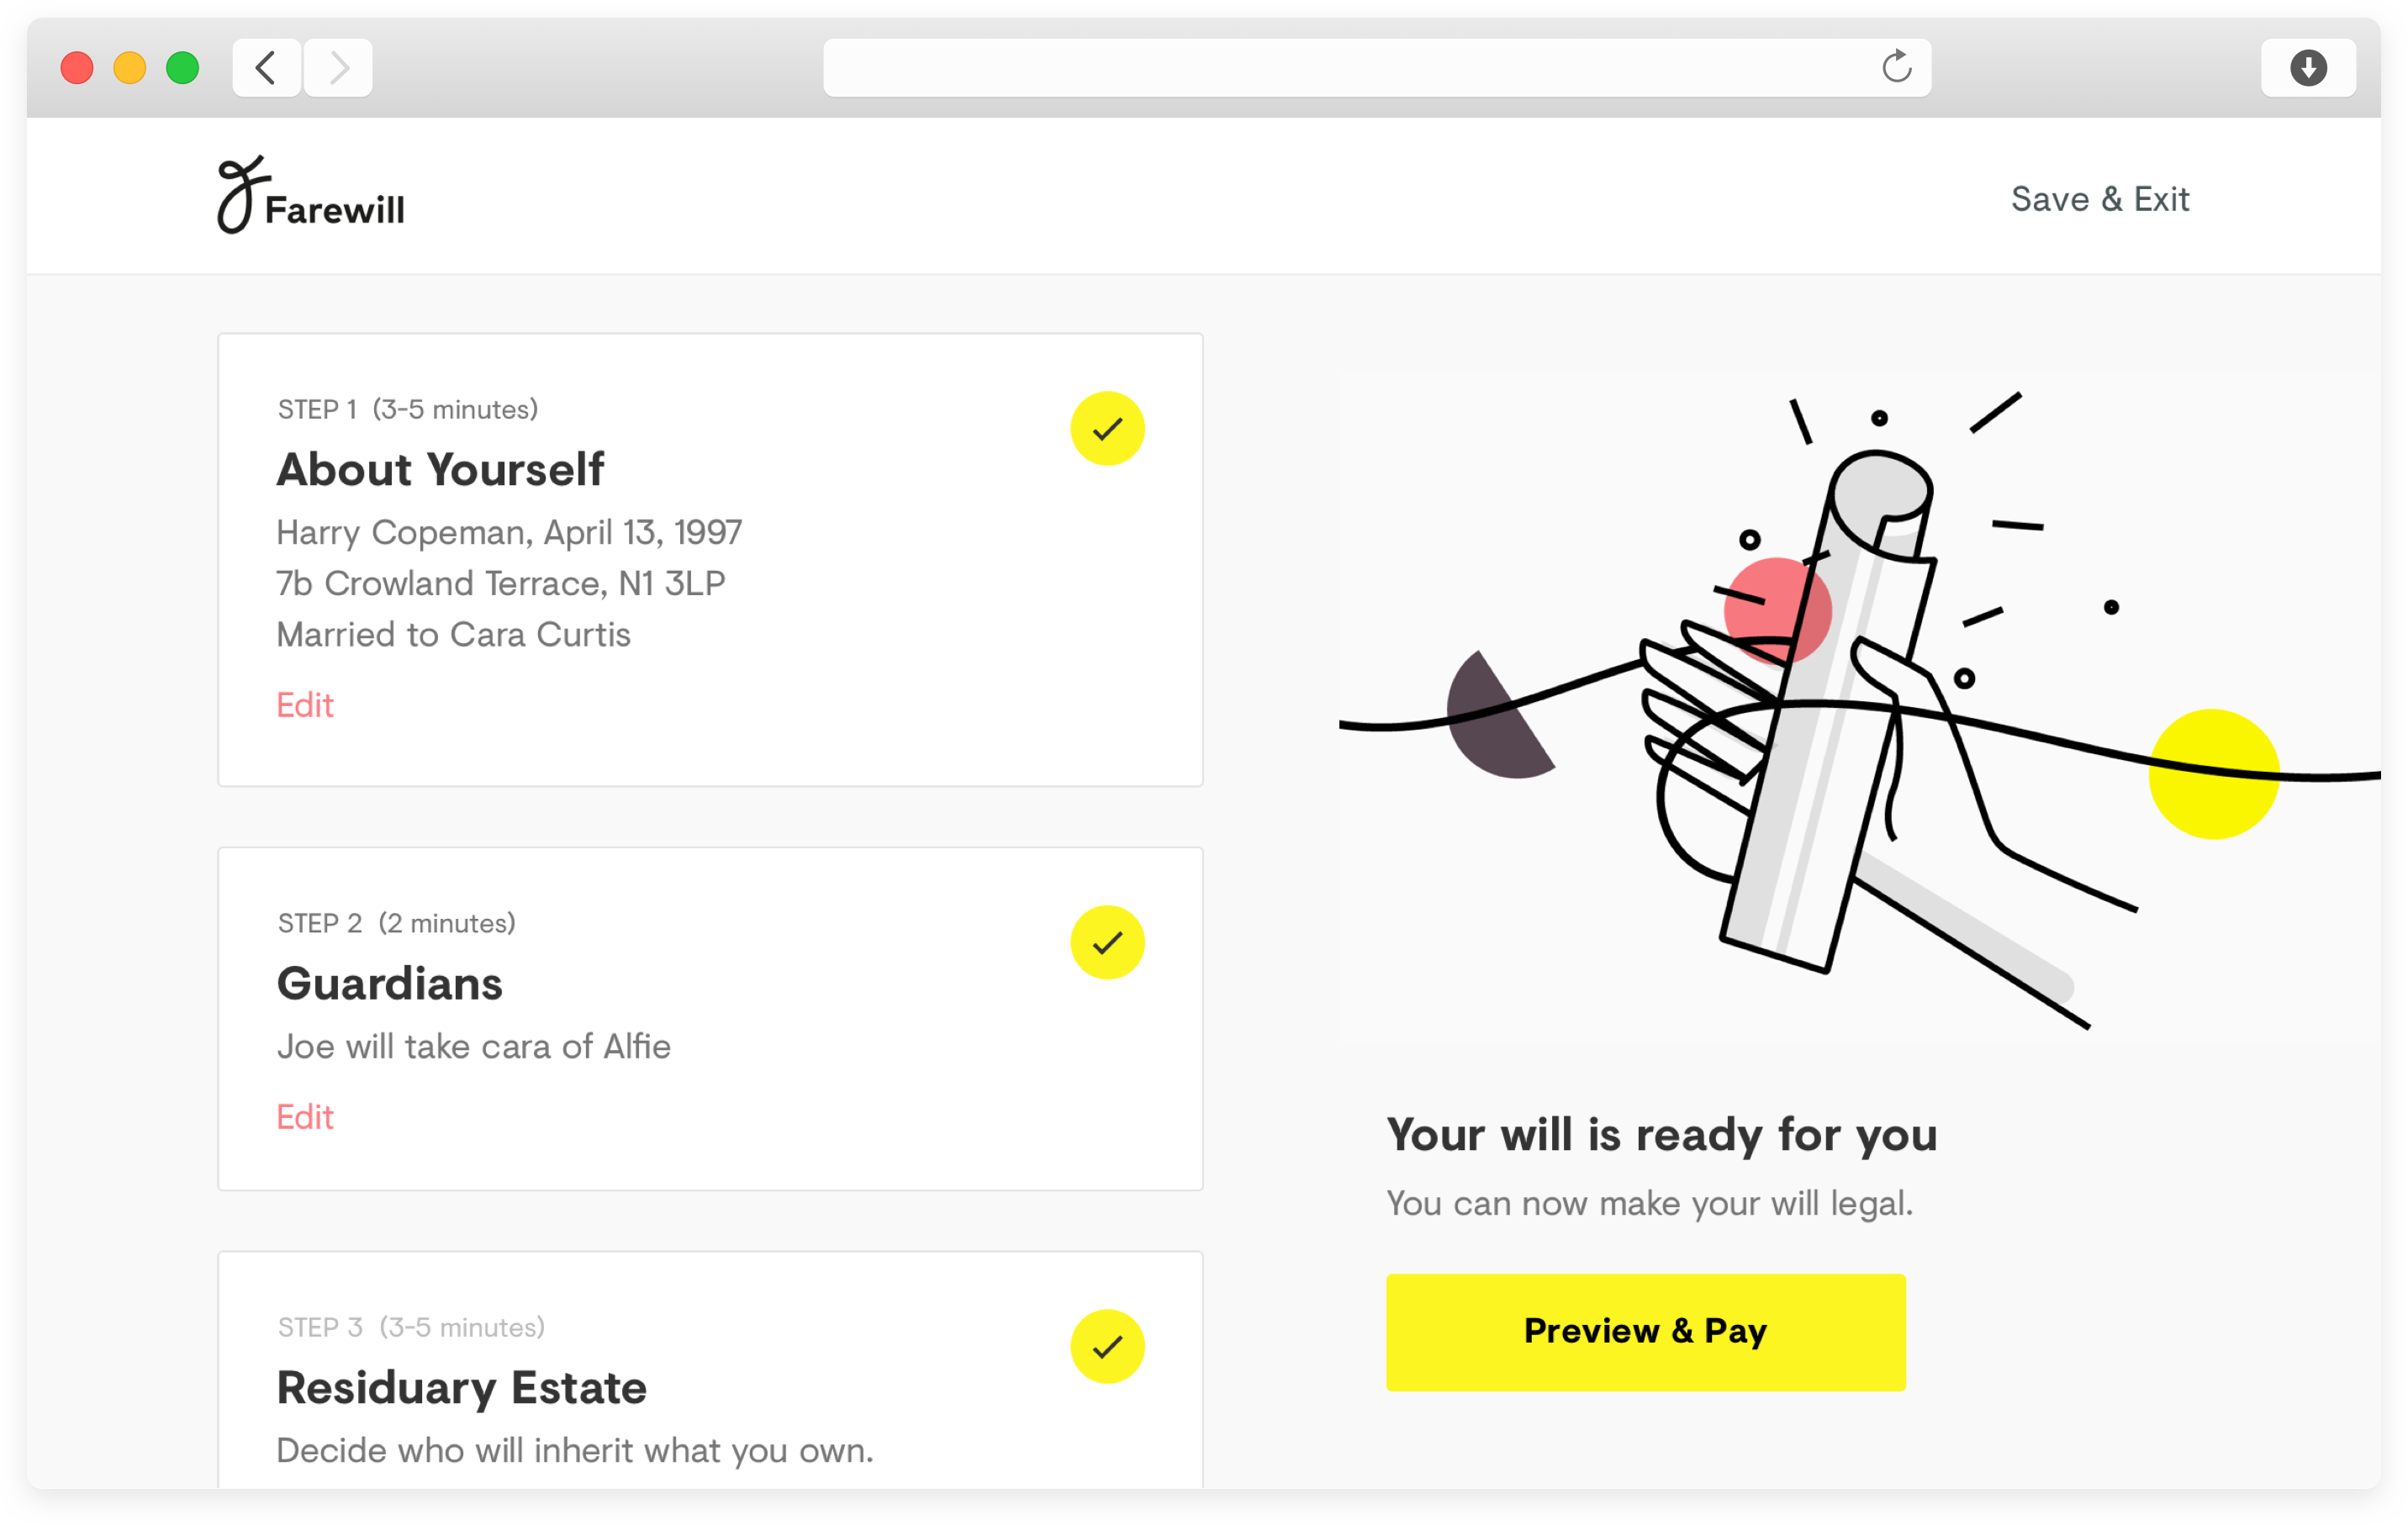 Farewill
Save & Exit
STEP 1 (3-5 minutes)
About Yourself
Harry Copeman, April 13, 1997
7b Crowland Terrace, N1 3LP
Married to Cara Curtis
Edit
STEP 2 (2 minutes)
Guardians
Joe will take cara of Alfie
Edit
STEP 3 (3-5 minutes)
Residuary Estate
Decide who will inherit what you own.
Your will is ready for you
You can now make your will legal.
Preview & Pay